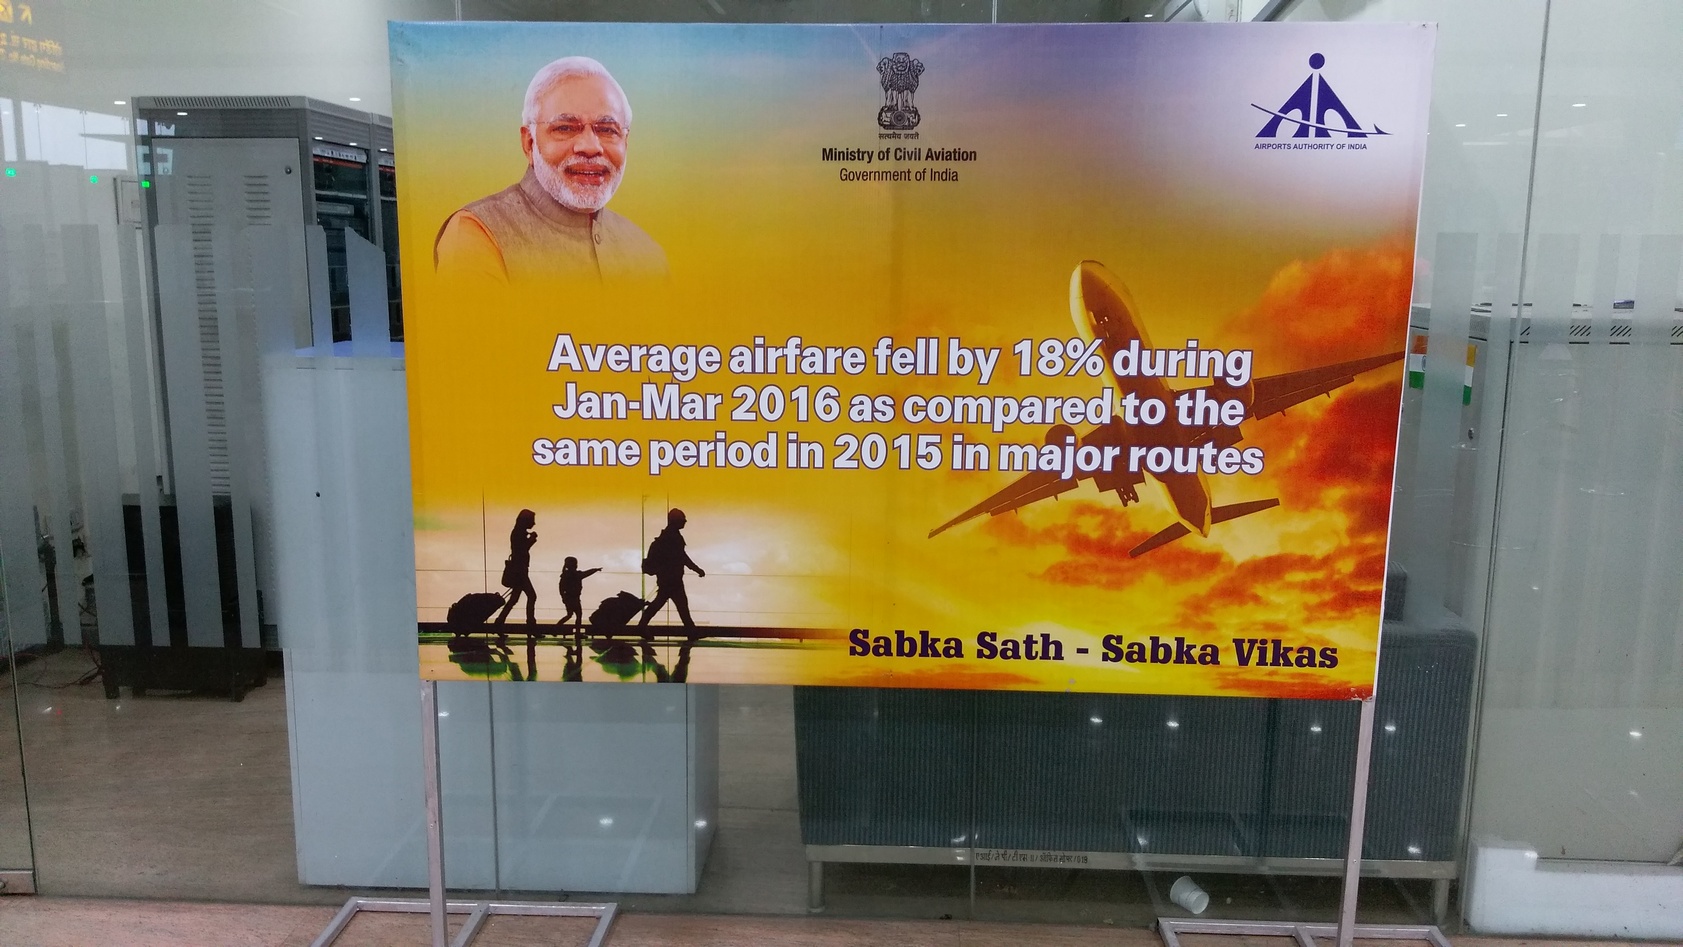 सत्यमेव जयते
Ministry of Civil Aviation
Government of India
AIRPORTS AUTHORITY OF INDIA
Average airfare fell by 18% during
Jan-Mar 2016 as compared to the
same period in 2015 in major routes
Sabka Sath - Sabka Vikas